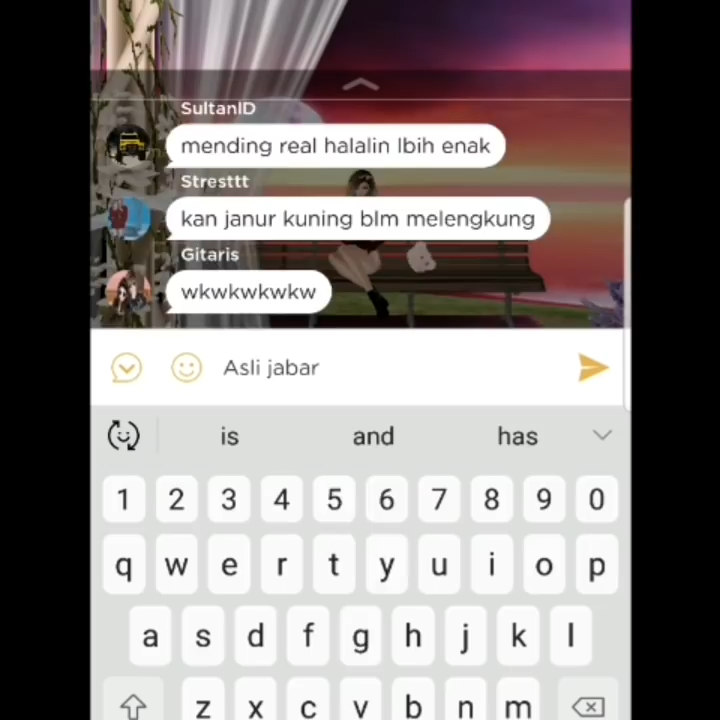 SultanID
mending real halalin lbih enak
Stresttt
kan janur kuning blm melengkung
Gitaris
wkwkwkwkw
Asli jabar
is and has
1 2 3 4 5 6 7 8 9 0
q w e r t y u i o p
a s d f g h j k l
z x c v b n m